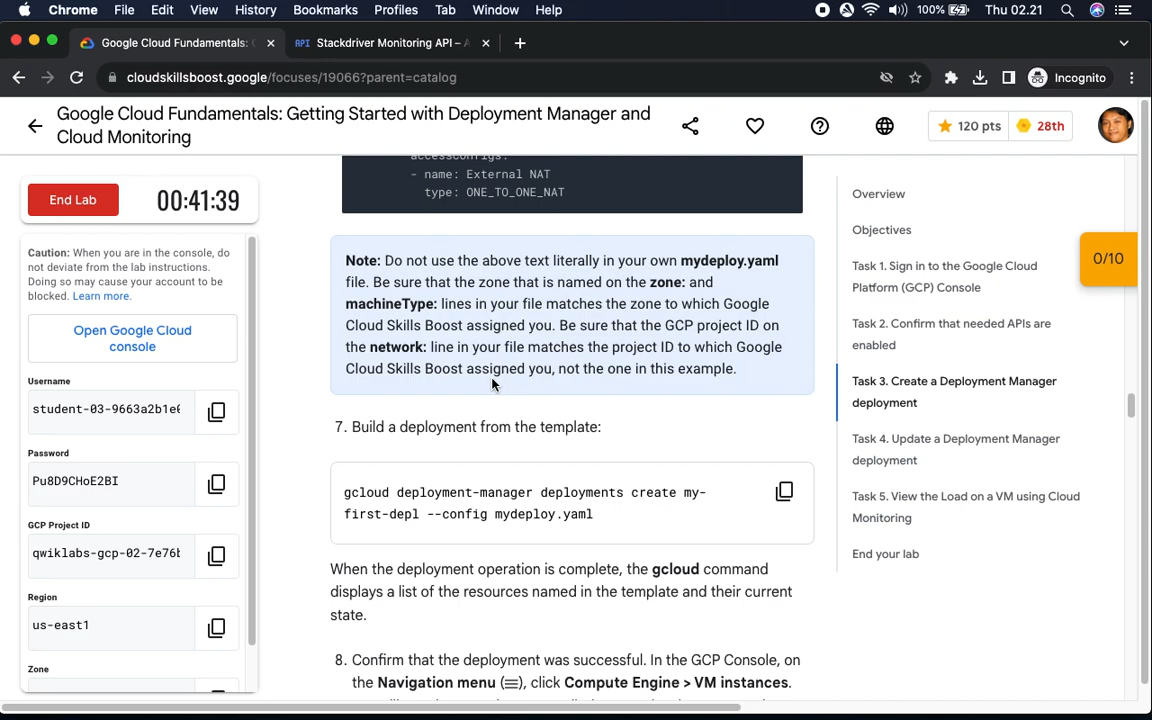 Chrome File Edit View History Bookmarks Profiles Tab Window Help 100% Thu 02.21
Google Cloud Fundamentals: G
API Stackdriver Monitoring API – A
cloudskillsboost.google/focuses/19066?parent=catalog
Incognito
Google Cloud Fundamentals: Getting Started with Deployment Manager and
Cloud Monitoring
120 pts 28th
End Lab 00:41:39
Caution: When you are in the console, do
not deviate from the lab instructions.
Doing so may cause your account to be
blocked. Learn more.
Open Google Cloud
console
Username
student-03-9663a2b1e0
Password
Pu8D9CHoE2BI
GCP Project ID
qwiklabs-gcp-02-7e76b
Region
us-east1
Zone
accessConfigs:
- name: External NAT
type: ONE_TO_ONE_NAT
Note: Do not use the above text literally in your own mydeploy.yaml
file. Be sure that the zone that is named on the zone: and
machineType: lines in your file matches the zone to which Google
Cloud Skills Boost assigned you. Be sure that the GCP project ID on
the network: line in your file matches the project ID to which Google
Cloud Skills Boost assigned you, not the one in this example.
7. Build a deployment from the template:
gcloud deployment-manager deployments create my-
first-depl --config mydeploy.yaml
When the deployment operation is complete, the gcloud command
displays a list of the resources named in the template and their current
state.
8. Confirm that the deployment was successful. In the GCP Console, on
the Navigation menu (☰), click Compute Engine > VM instances.
Overview
Objectives
Task 1. Sign in to the Google Cloud
Platform (GCP) Console
Task 2. Confirm that needed APIs are
enabled
Task 3. Create a Deployment Manager
deployment
Task 4. Update a Deployment Manager
deployment
Task 5. View the Load on a VM using Cloud
Monitoring
End your lab
0/10